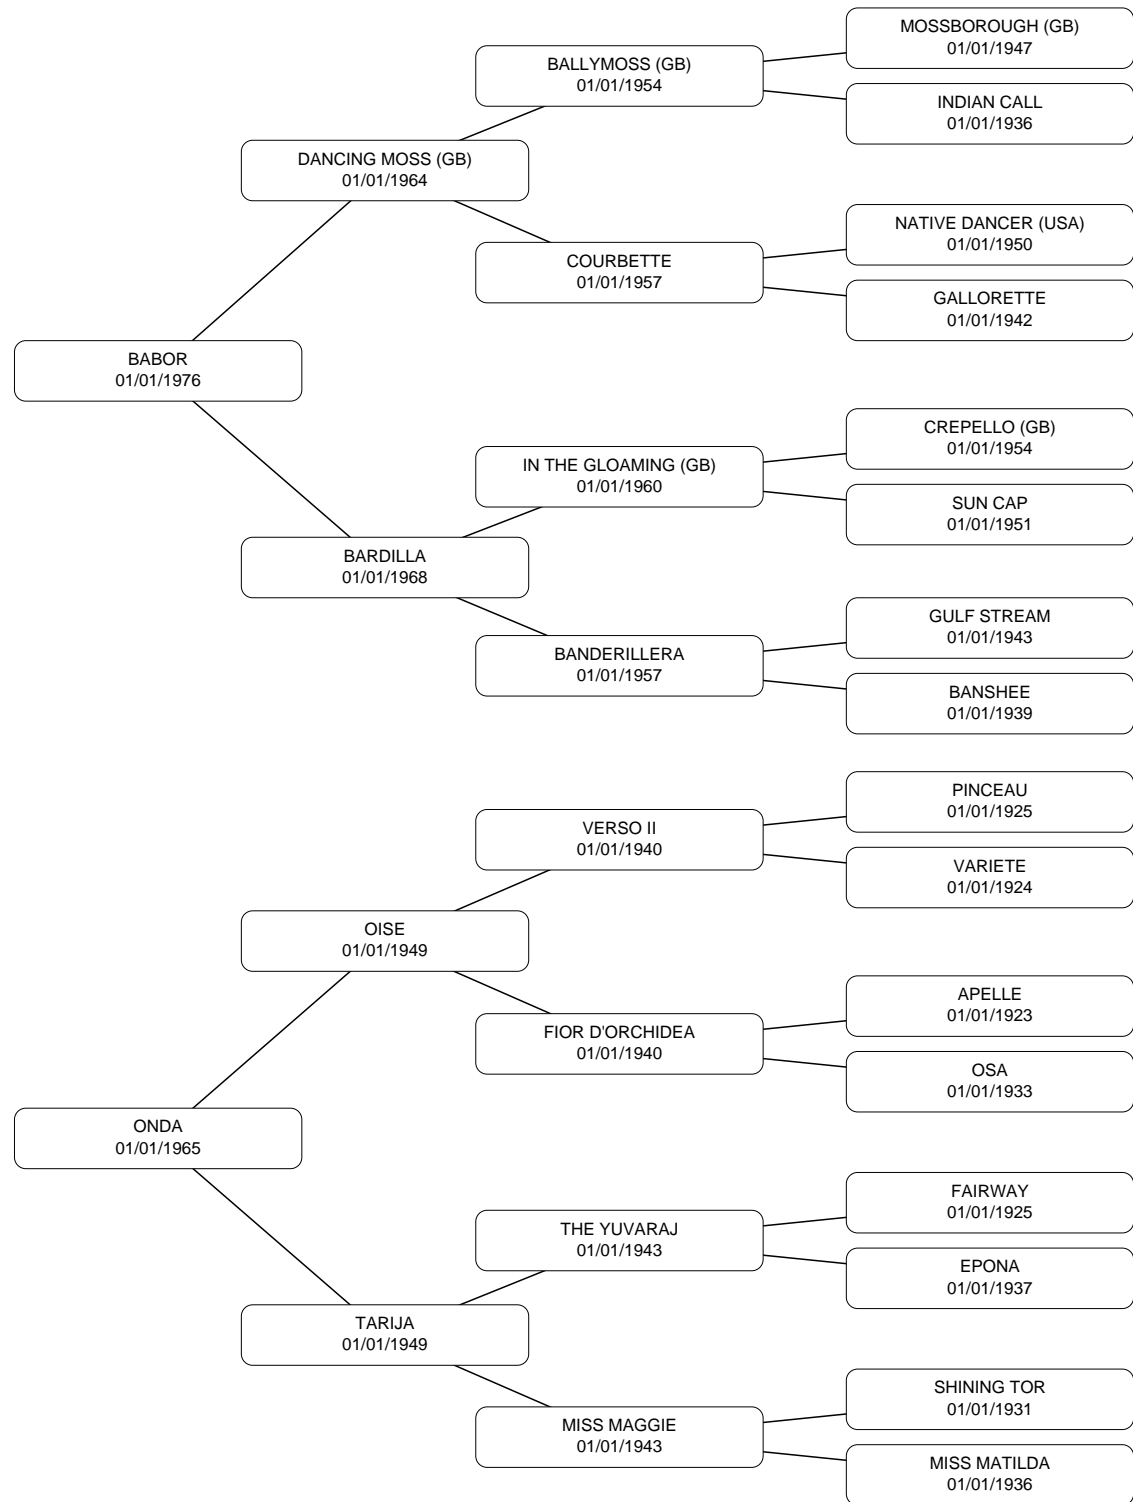 MOSSBOROUGH (GB)
01/01/1947
BALLYMOSS (GB)
01/01/1954
INDIAN CALL
01/01/1936
DANCING MOSS (GB)
01/01/1964
NATIVE DANCER (USA)
01/01/1950
COURBETTE
01/01/1957
GALLORETTE
01/01/1942
BABOR
01/01/1976
CREPELLO (GB)
01/01/1954
IN THE GLOAMING (GB)
01/01/1960
SUN CAP
01/01/1951
BARDILLA
01/01/1968
GULF STREAM
01/01/1943
BANDERILLERA
01/01/1957
BANSHEE
01/01/1939
PINCEAU
01/01/1925
VERSO II
01/01/1940
VARIETE
01/01/1924
OISE
01/01/1949
APELLE
01/01/1923
FIOR D'ORCHIDEA
01/01/1940
OSA
01/01/1933
ONDA
01/01/1965
FAIRWAY
01/01/1925
THE YUVARAJ
01/01/1943
EPONA
01/01/1937
TARIJA
01/01/1949
SHINING TOR
01/01/1931
MISS MAGGIE
01/01/1943
MISS MATILDA
01/01/1936